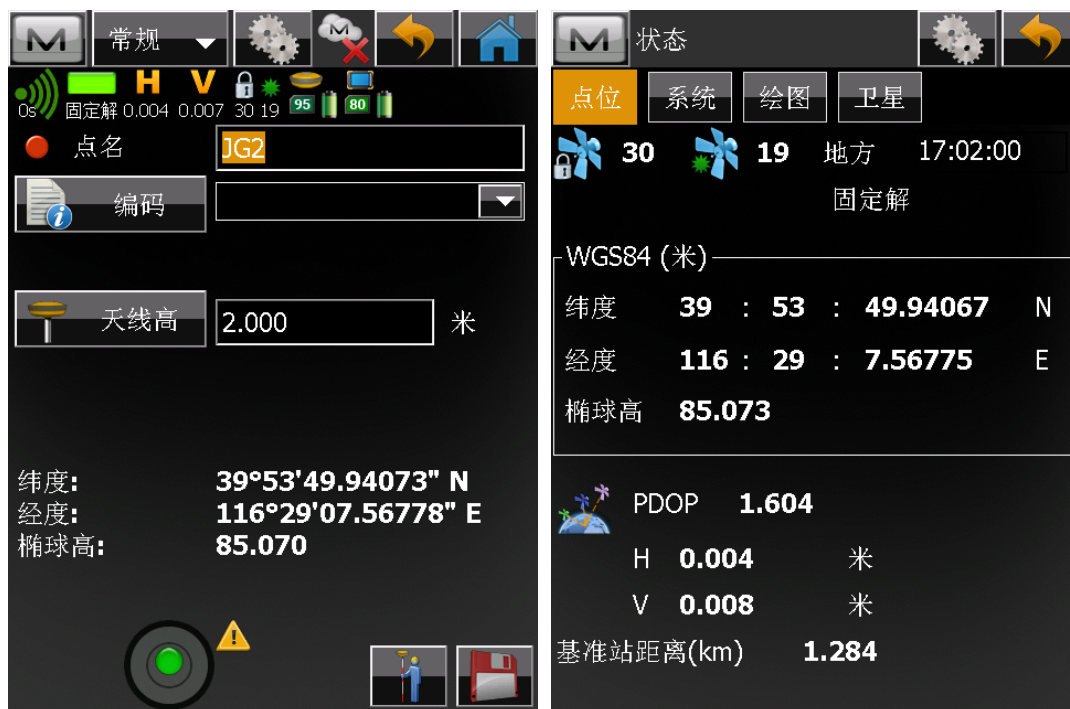 M 常规 M
H V
0s 固定解 0.004 0.007 30 19 95 80
点名 JG2
编码
天线高 2.000 米
纬度: 39°53'49.94073" N
经度: 116°29'07.56778" E
椭球高: 85.070
M 状态
点位 系统 绘图 卫星
30 19 地方 17:02:00
固定解
WGS84 (米)
纬度 39 : 53 : 49.94067 N
经度 116 : 29 : 7.56775 E
椭球高 85.073
PDOP 1.604
H 0.004 米
V 0.008 米
基准站距离(km) 1.284